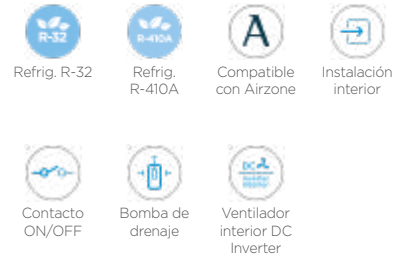 R-32
R-410A
A
Refrig. R-32
Refrig.
R-410A
Compatible
con Airzone
Instalación
interior
DC
Contacto
ON/OFF
Bomba de
drenaje
Ventilador
interior DC
Inverter